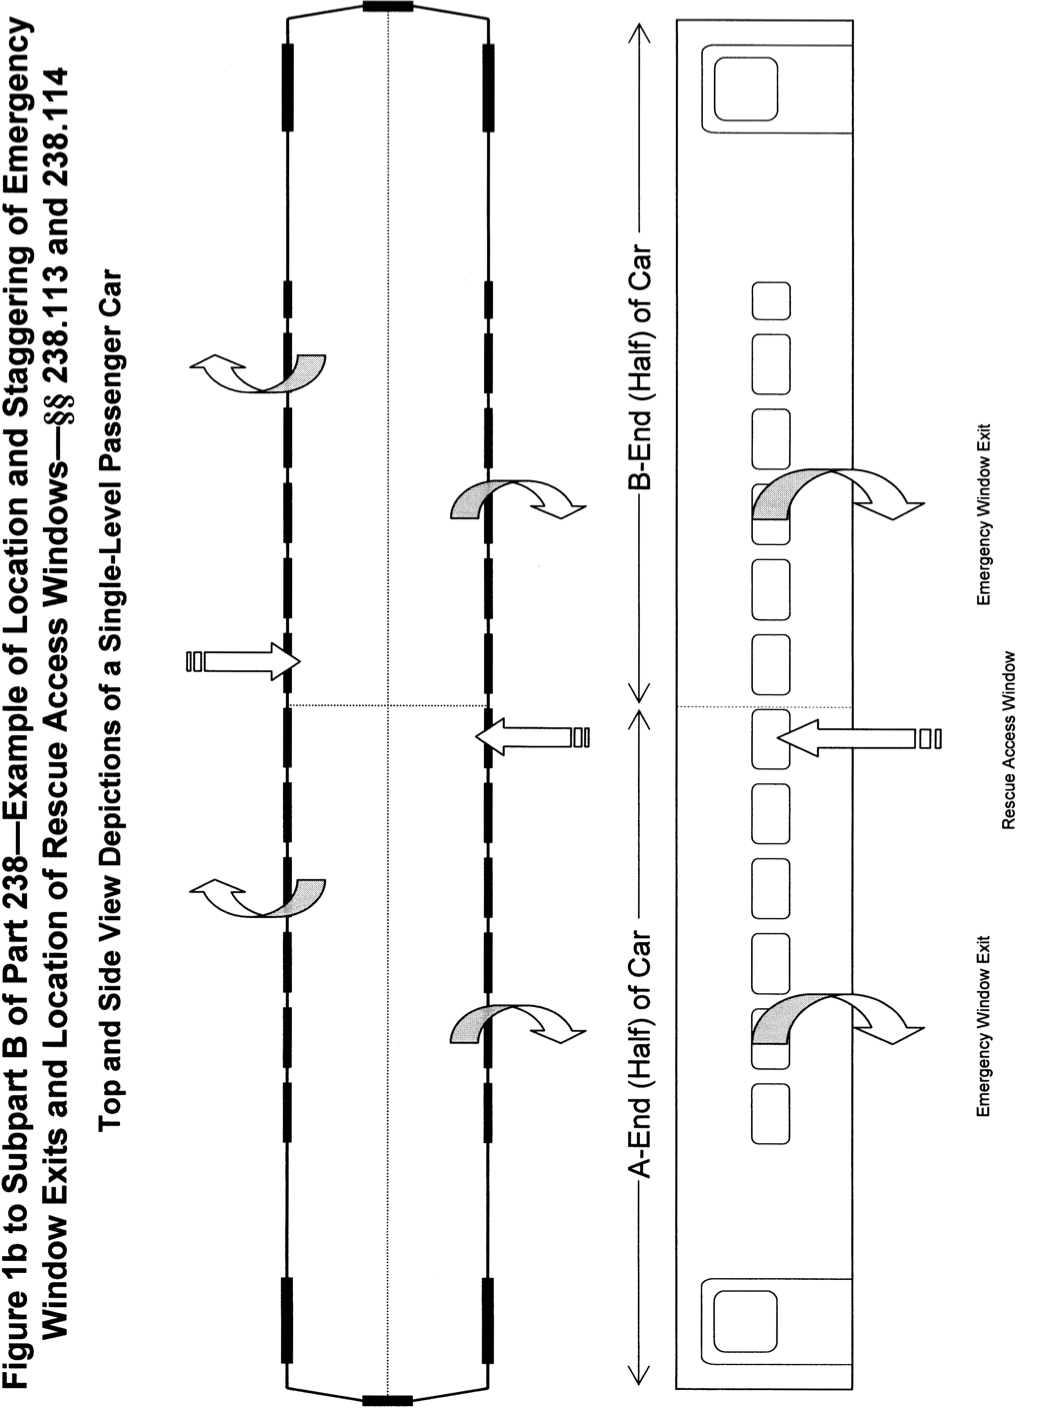 Figure 1b to Subpart B of Part 238—Example of Location and Staggering of Emergency
Window Exits and Location of Rescue Access Windows—§§ 238.113 and 238.114
Top and Side View Depictions of a Single-Level Passenger Car
A-End (Half) of Car
B-End (Half) of Car
Emergency Window Exit
Emergency Window Exit
Rescue Access Window